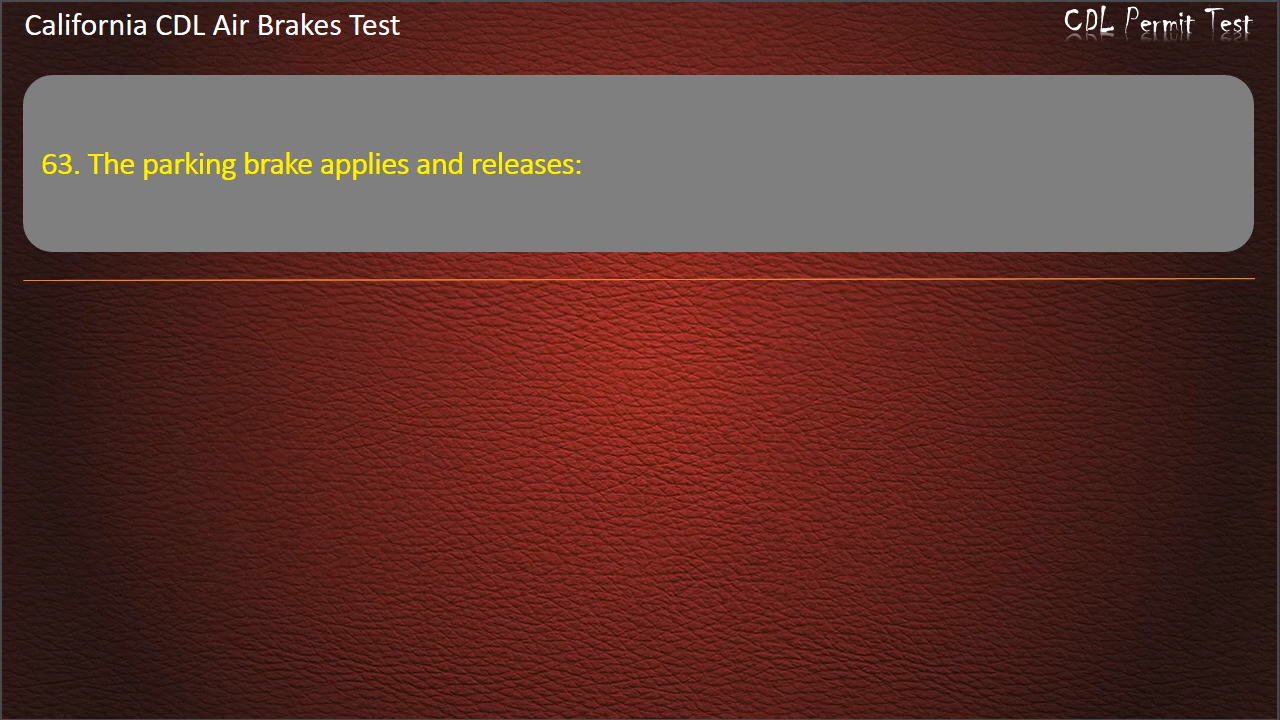 California CDL Air Brakes Test
CDL Permit Test
63. The parking brake applies and releases: